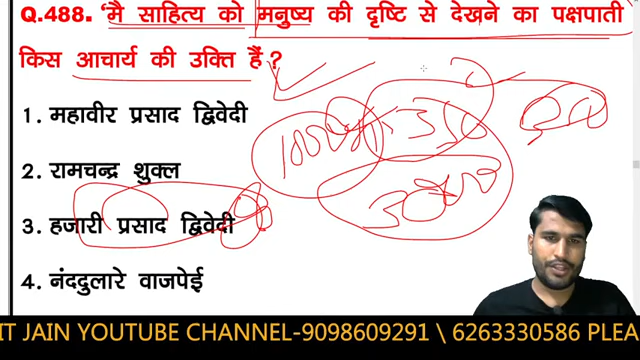 Q.488. ‘मै साहित्य को मनुष्य की दृष्टि से देखने का पक्षपाती
किस आचार्य की उक्ति हैं ?
1. महावीर प्रसाद द्विवेदी
2. रामचन्द्र शुक्ल
3. हजारी प्रसाद द्विवेदी
4. नंददुलारे वाजपेई
IT JAIN YOUTUBE CHANNEL-9098609291 \ 6263330586 PLEA